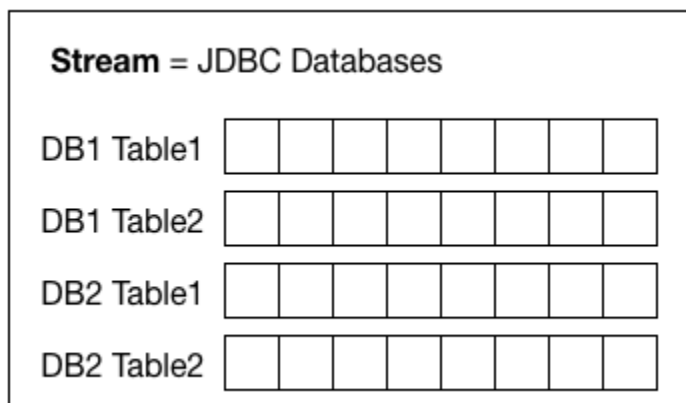 Stream = JDBC Databases
DB1 Table1
DB1 Table2
DB2 Table1
DB2 Table2